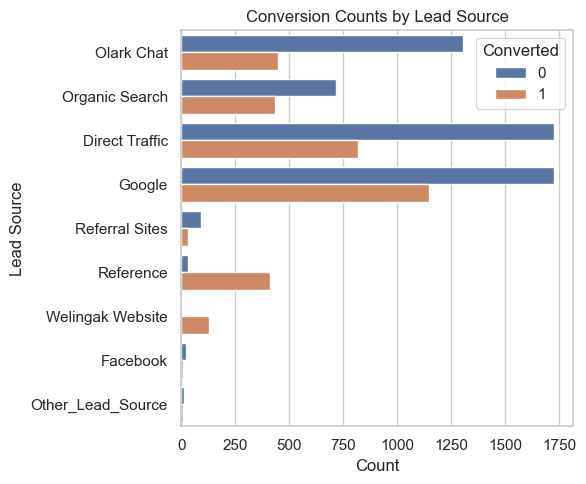 Conversion Counts by Lead Source
Converted
0
1
Lead Source
Olark Chat
Organic Search
Direct Traffic
Google
Referral Sites
Reference
Welingak Website
Facebook
Other_Lead_Source
0 250 500 750 1000 1250 1500 1750
Count